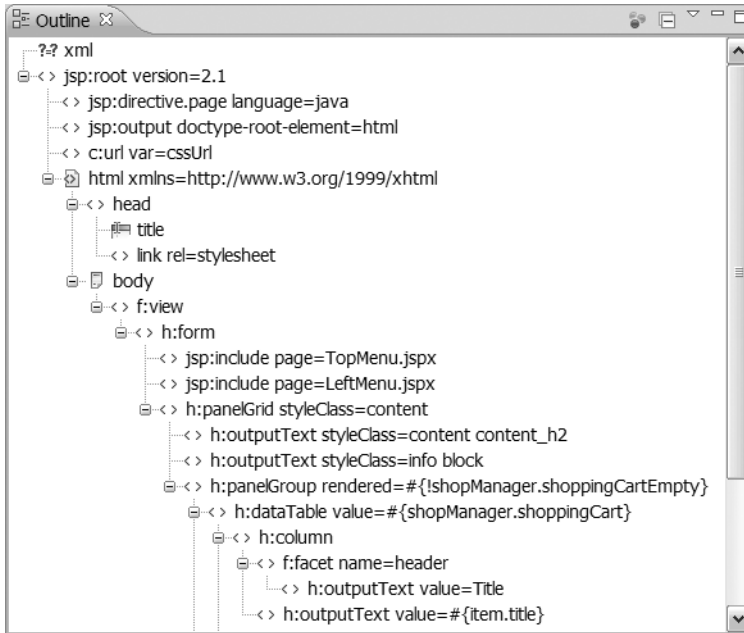 Outline
?-? xml
jsp:root version=2.1
jsp:directive.page language=java
jsp:output doctype-root-element=html
c:url var=cssUrl
html xmlns=http://www.w3.org/1999/xhtml
head
title
link rel=stylesheet
body
f:view
h:form
jsp:include page=TopMenu.jspx
jsp:include page=LeftMenu.jspx
h:panelGrid styleClass=content
h:outputText styleClass=content content_h2
h:outputText styleClass=info block
h:panelGroup rendered=#{!shopManager.shoppingCartEmpty}
h:dataTable value=#{shopManager.shoppingCart}
h:column
f:facet name=header
h:outputText value=Title
h:outputText value=#{item.title}